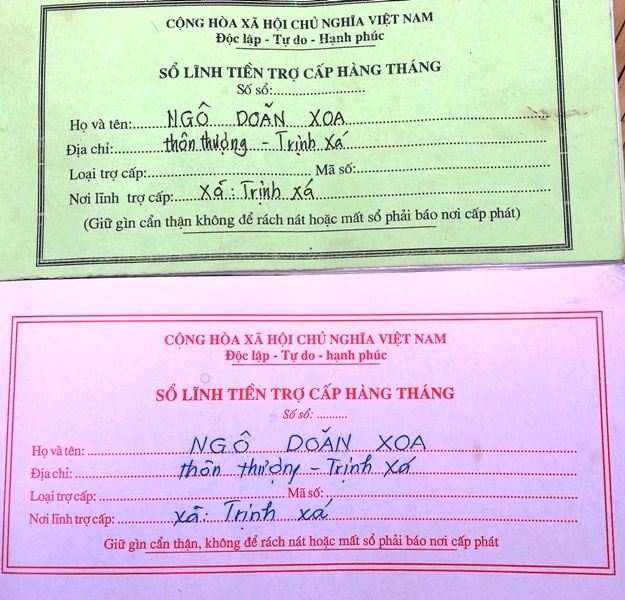 CỘNG HÒA XÃ HỘI CHỦ NGHĨA VIỆT NAM
Độc lập - Tự do - Hạnh phúc
SỔ LĨNH TIỀN TRỢ CẤP HÀNG THÁNG
Số sổ:........................
Họ và tên: NGÔ DOÃN XOA
Địa chỉ: thôn thượng - Trịnh Xá
Loại trợ cấp:........................ Mã số:........................
Nơi lĩnh trợ cấp: Xã: Trịnh xá
(Giữ gìn cẩn thận không để rách nát hoặc mất sổ phải báo nơi cấp phát)
CỘNG HÒA XÃ HỘI CHỦ NGHĨA VIỆT NAM
Độc lập - Tự do - hạnh phúc
SỔ LĨNH TIỀN TRỢ CẤP HÀNG THÁNG
Số sổ: ..........
Họ và tên: NGÔ DOÃN XOA
Địa chỉ: thôn thượng - Trịnh Xá
Loại trợ cấp: ........................ Mã số: ........................
Nơi lĩnh trợ cấp: xã: Trịnh xá
Giữ gìn cẩn thận, không để rách nát hoặc mất sổ phải báo nơi cấp phát